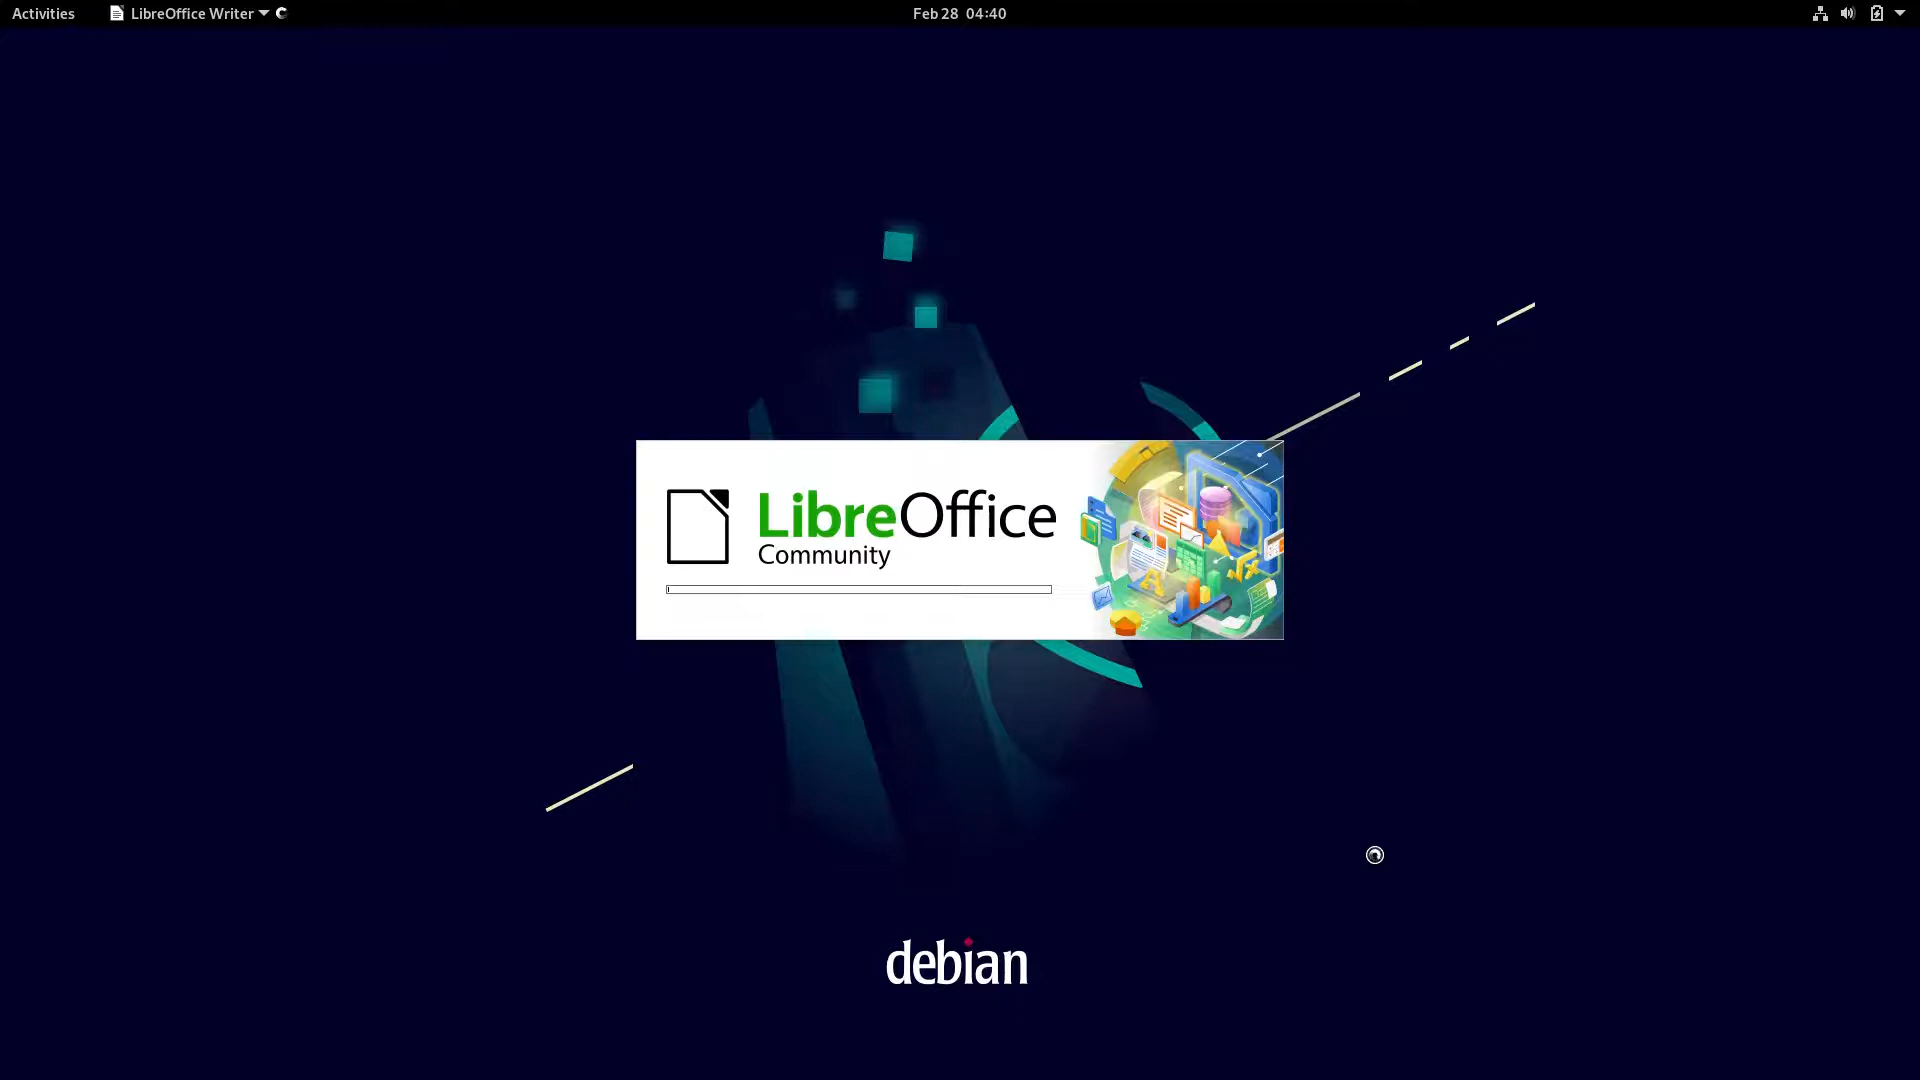 Activities
LibreOffice Writer
Feb 28 04:40
LibreOffice
Community
debian